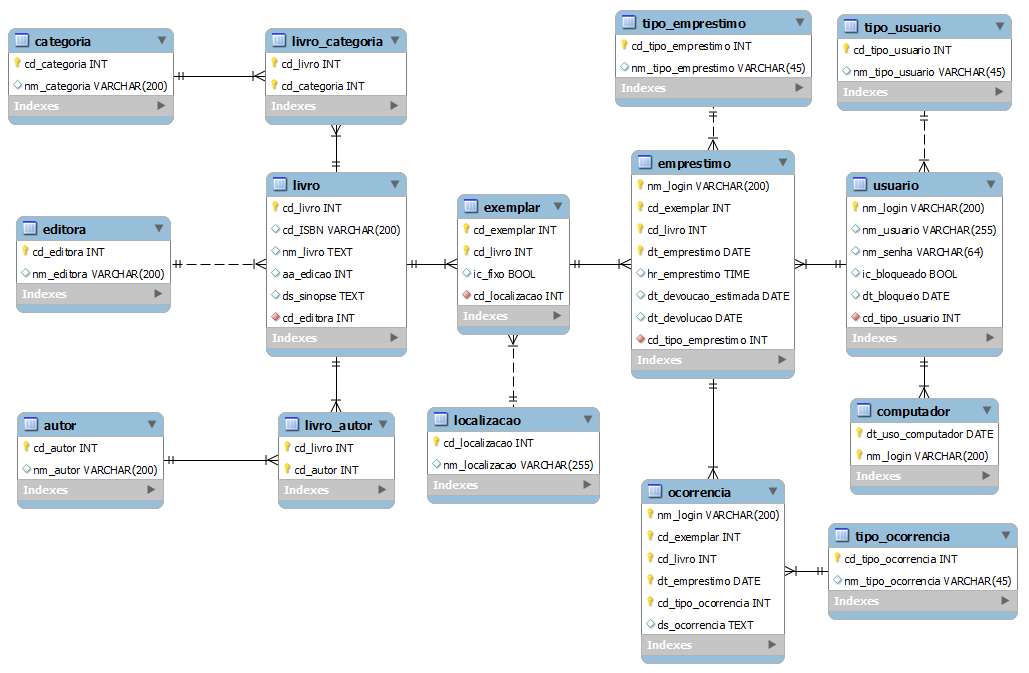 categoria
cd_categoria INT
nm_categoria VARCHAR(200)
Indexes
livro_categoria
cd_livro INT
cd_categoria INT
Indexes
tipo_emprestimo
cd_tipo_emprestimo INT
nm_tipo_emprestimo VARCHAR(45)
Indexes
tipo_usuario
cd_tipo_usuario INT
nm_tipo_usuario VARCHAR(45)
Indexes
editora
cd_editora INT
nm_editora VARCHAR(200)
Indexes
livro
cd_livro INT
cd_ISBN VARCHAR(200)
nm_livro TEXT
aa_edicao INT
ds_sinopse TEXT
cd_editora INT
Indexes
exemplar
cd_exemplar INT
cd_livro INT
ic_fixo BOOL
cd_localizacao INT
Indexes
emprestimo
nm_login VARCHAR(200)
cd_exemplar INT
cd_livro INT
dt_emprestimo DATE
hr_emprestimo TIME
dt_devoucao_estimada DATE
dt_devolucao DATE
cd_tipo_emprestimo INT
Indexes
usuario
nm_login VARCHAR(200)
nm_usuario VARCHAR(255)
nm_senha VARCHAR(64)
ic_bloqueado BOOL
dt_bloqueio DATE
cd_tipo_usuario INT
Indexes
autor
cd_autor INT
nm_autor VARCHAR(200)
Indexes
livro_autor
cd_livro INT
cd_autor INT
Indexes
localizacao
cd_localizacao INT
nm_localizacao VARCHAR(255)
Indexes
computador
dt_uso_computador DATE
nm_login VARCHAR(200)
Indexes
ocorrencia
nm_login VARCHAR(200)
cd_exemplar INT
cd_livro INT
dt_emprestimo DATE
cd_tipo_ocorrencia INT
ds_ocorrencia TEXT
Indexes
tipo_ocorrencia
cd_tipo_ocorrencia INT
nm_tipo_ocorrencia VARCHAR(45)
Indexes